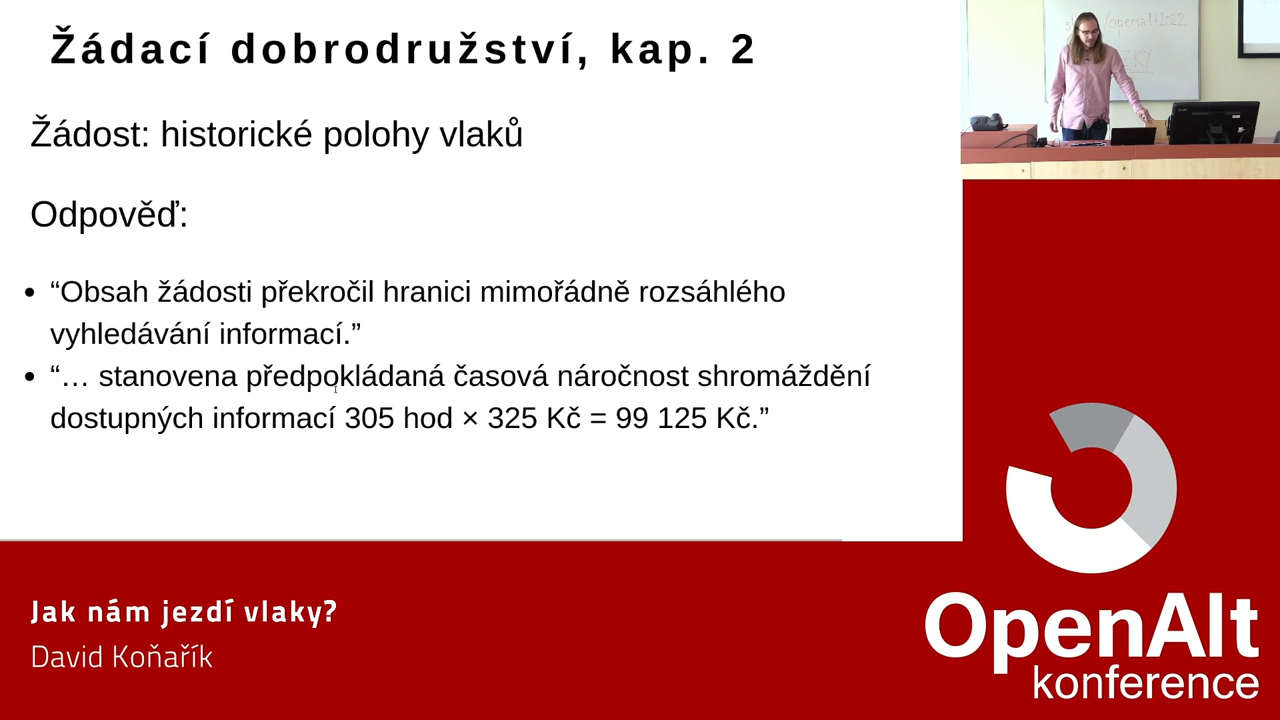 Žádací dobrodružství, kap. 2
Žádost: historické polohy vlaků
Odpověď:
• “Obsah žádosti překročil hranici mimořádně rozsáhlého
vyhledávání informací.”
• “… stanovena předpokládaná časová náročnost shromáždění
dostupných informací 305 hod × 325 Kč = 99 125 Kč.”
Jak nám jezdí vlaky?
David Koňařík
OpenAlt
konference